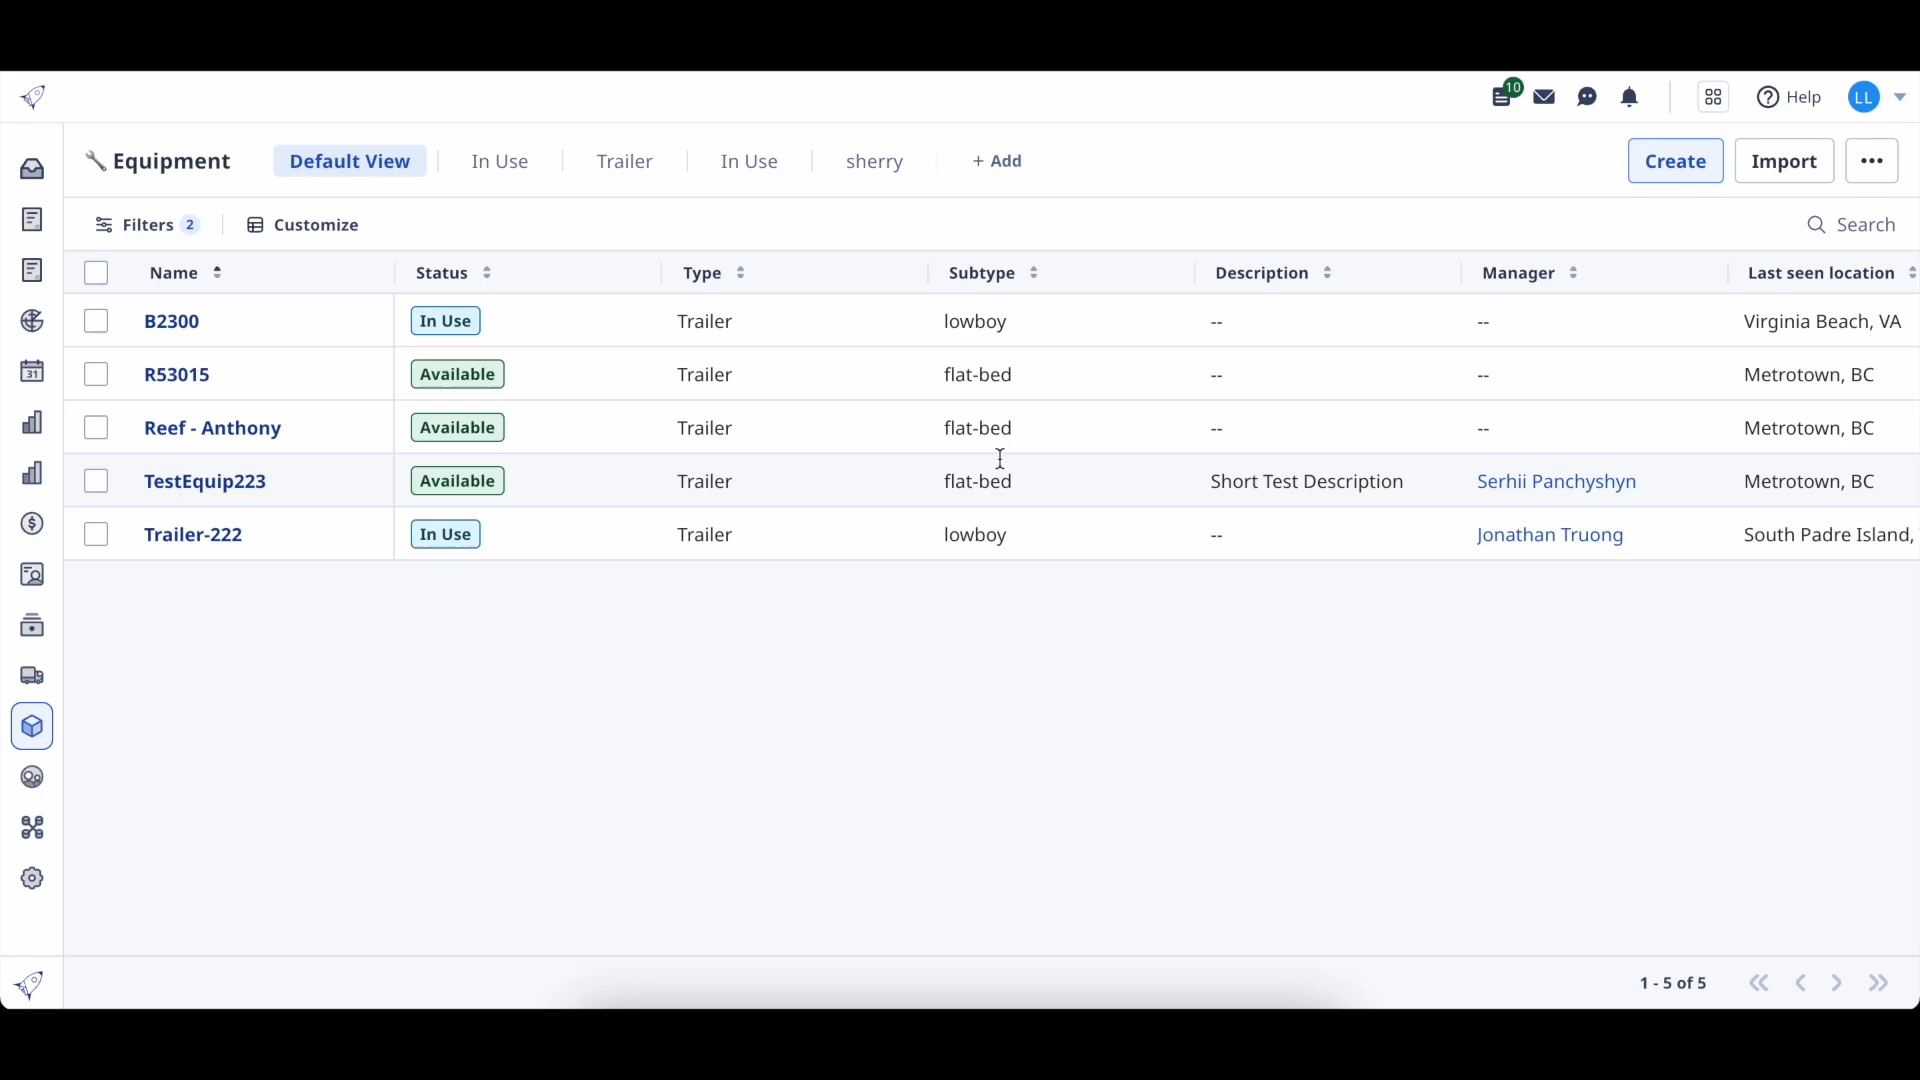 10
Help
LL
Equipment
Default View
In Use
Trailer
In Use
sherry
+ Add
Create
Import
Filters 2
Customize
Search
Name
Status
Type
Subtype
Description
Manager
Last seen location
B2300 In Use Trailer lowboy -- -- Virginia Beach, VA
R53015 Available Trailer flat-bed -- -- Metrotown, BC
Reef - Anthony Available Trailer flat-bed -- -- Metrotown, BC
TestEquip223 Available Trailer flat-bed Short Test Description Serhii Panchyshyn Metrotown, BC
Trailer-222 In Use Trailer lowboy -- Jonathan Truong South Padre Island,
31
1 - 5 of 5